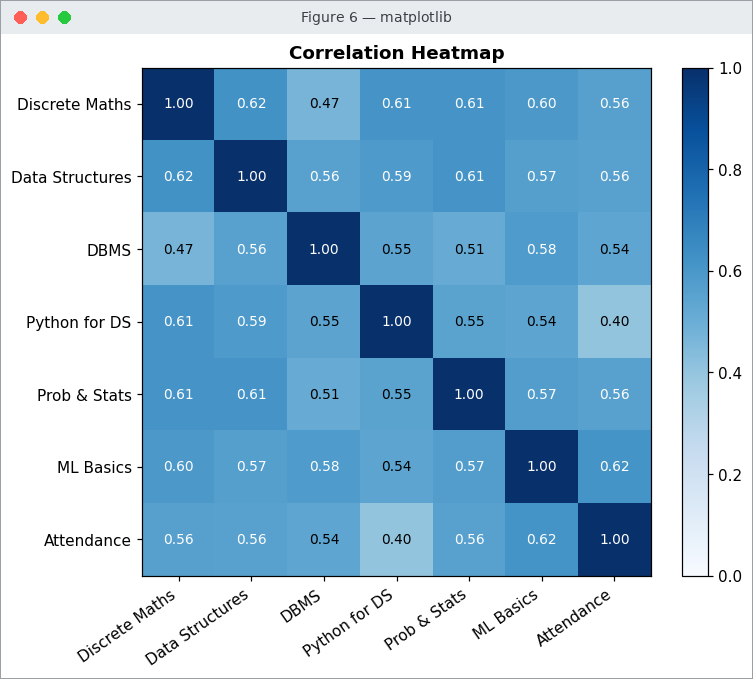 Figure 6 — matplotlib
Correlation Heatmap
Discrete Maths 1.00 0.62 0.47 0.61 0.61 0.60 0.56
Data Structures 0.62 1.00 0.56 0.59 0.61 0.57 0.56
DBMS 0.47 0.56 1.00 0.55 0.51 0.58 0.54
Python for DS 0.61 0.59 0.55 1.00 0.55 0.54 0.40
Prob & Stats 0.61 0.61 0.51 0.55 1.00 0.57 0.56
ML Basics 0.60 0.57 0.58 0.54 0.57 1.00 0.62
Attendance 0.56 0.56 0.54 0.40 0.56 0.62 1.00
Discrete Maths
Data Structures
DBMS
Python for DS
Prob & Stats
ML Basics
Attendance
1.0
0.8
0.6
0.4
0.2
0.0